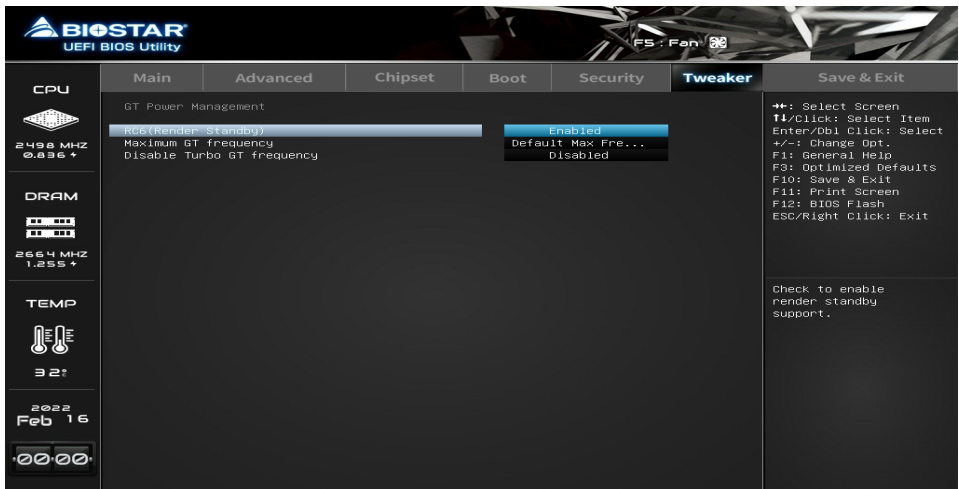 BIOSTAR®
UEFI BIOS Utility
F5 : Fan
Main Advanced Chipset Boot Security Tweaker Save & Exit
CPU
2498 MHZ
0.836
DRAM
2664 MHZ
1.255
TEMP
32
2022
Feb 16
00:00
GT Power Management
RC6(Render Standby) Enabled
Maximum GT frequency Default Max Fre...
Disable Turbo GT frequency Disabled
→←: Select Screen
↑↓/Click: Select Item
Enter/Dbl Click: Select
+/-: Change Opt.
F1: General Help
F3: Optimized Defaults
F10: Save & Exit
F11: Print Screen
F12: BIOS Flash
ESC/Right Click: Exit
Check to enable
render standby
support.